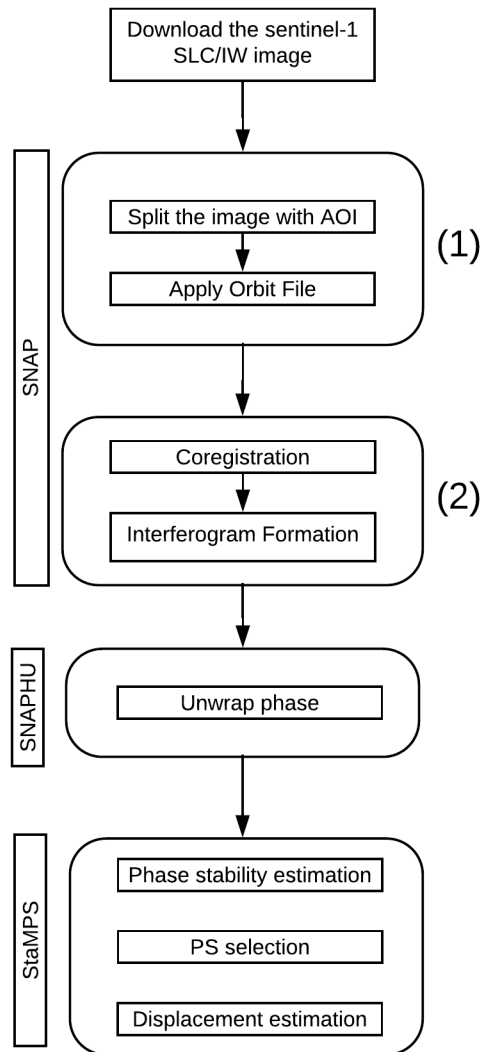 Download the sentinel-1
SLC/IW image
SNAP
Split the image with AOI
Apply Orbit File
(1)
Coregistration
Interferogram Formation
(2)
SNAPHU
Unwrap phase
StaMPS
Phase stability estimation
PS selection
Displacement estimation